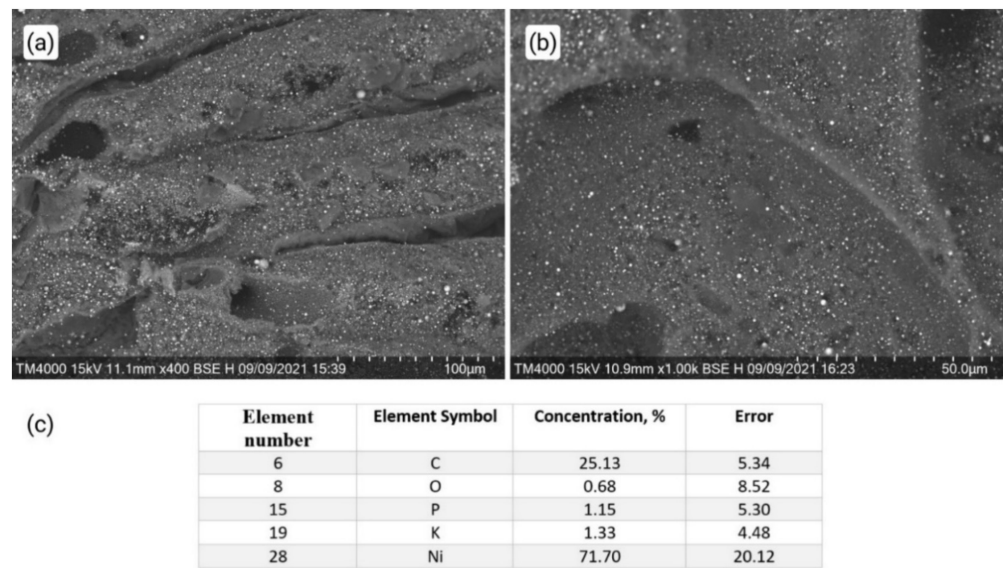 (a)
(b)
TM4000 15kV 11.1mm x400 BSE H 09/09/2021 15:39 100µm
TM4000 15kV 10.9mm x1.00k BSE H 09/09/2021 16:23 50.0µm
(c)
Element number Element Symbol Concentration, % Error
6 C 25.13 5.34
8 O 0.68 8.52
15 P 1.15 5.30
19 K 1.33 4.48
28 Ni 71.70 20.12